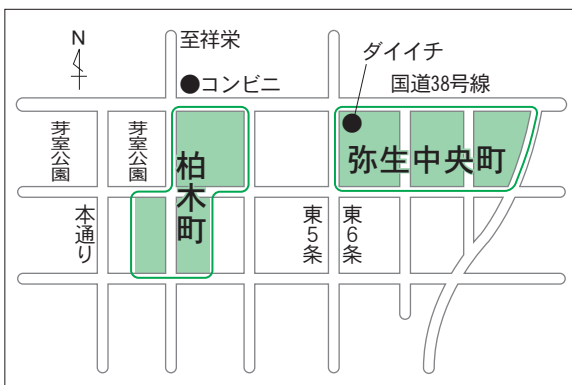 N
至祥栄
コンビニ
ダイイチ
国道38号線
芽室公園
芽室公園
柏木町
弥生中央町
本通り
東5条
東6条